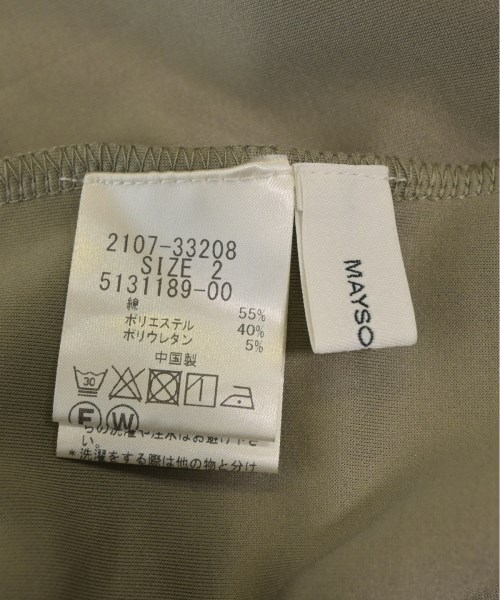 2107-33208
SIZE 2
5131189-00
綿 55%
ポリエステル 40%
ポリウレタン 5%
中国製
30
F W
い。
*洗濯をする際は他の物と分け
MAYSO